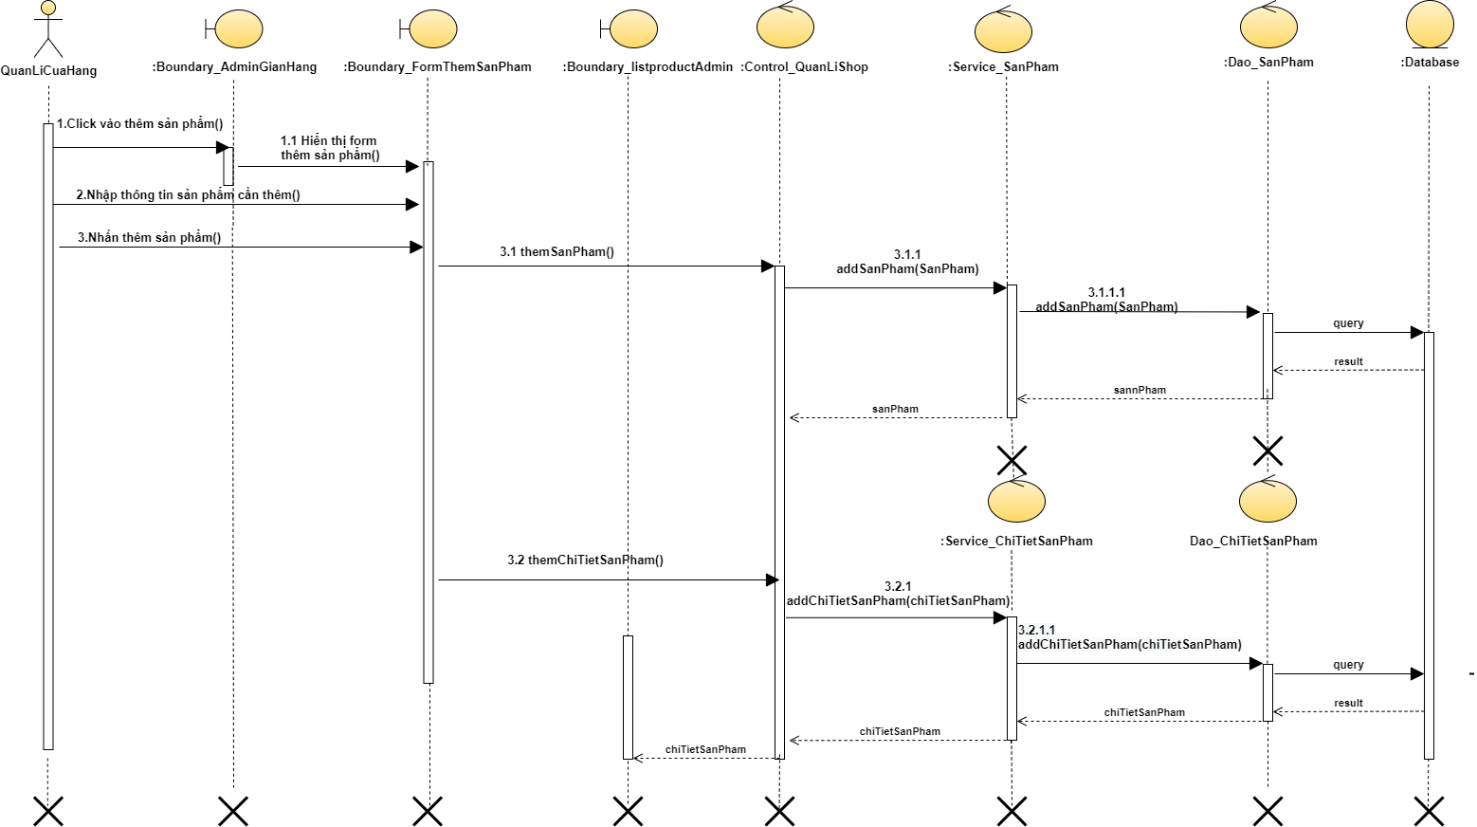 QuanLiCuaHang
:Boundary_AdminGianHang
:Boundary_FormThemSanPham
:Boundary_listproductAdmin
:Control_QuanLiShop
:Service_SanPham
:Dao_SanPham
:Database
1.Click vào thêm sản phẩm()
1.1 Hiển thị form
thêm sản phẩm()
2.Nhập thông tin sản phẩm cần thêm()
3.Nhấn thêm sản phẩm()
3.1 themSanPham()
3.1.1
addSanPham(SanPham)
3.1.1.1
addSanPham(SanPham)
query
result
sannPham
sanPham
:Service_ChiTietSanPham
Dao_ChiTietSanPham
3.2 themChiTietSanPham()
3.2.1
addChiTietSanPham(chiTietSanPham)
3.2.1.1
addChiTietSanPham(chiTietSanPham)
query
result
chiTietSanPham
chiTietSanPham
chiTietSanPham